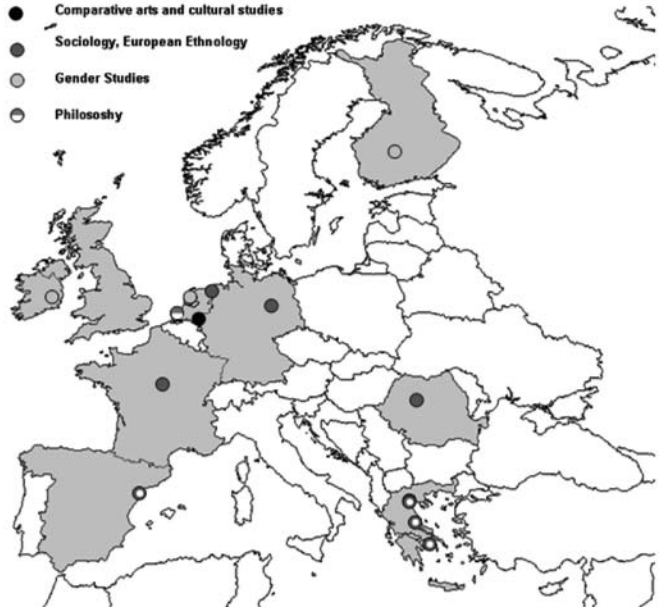 Comparative arts and cultural studies
Sociology, European Ethnology
Gender Studies
Philososhy